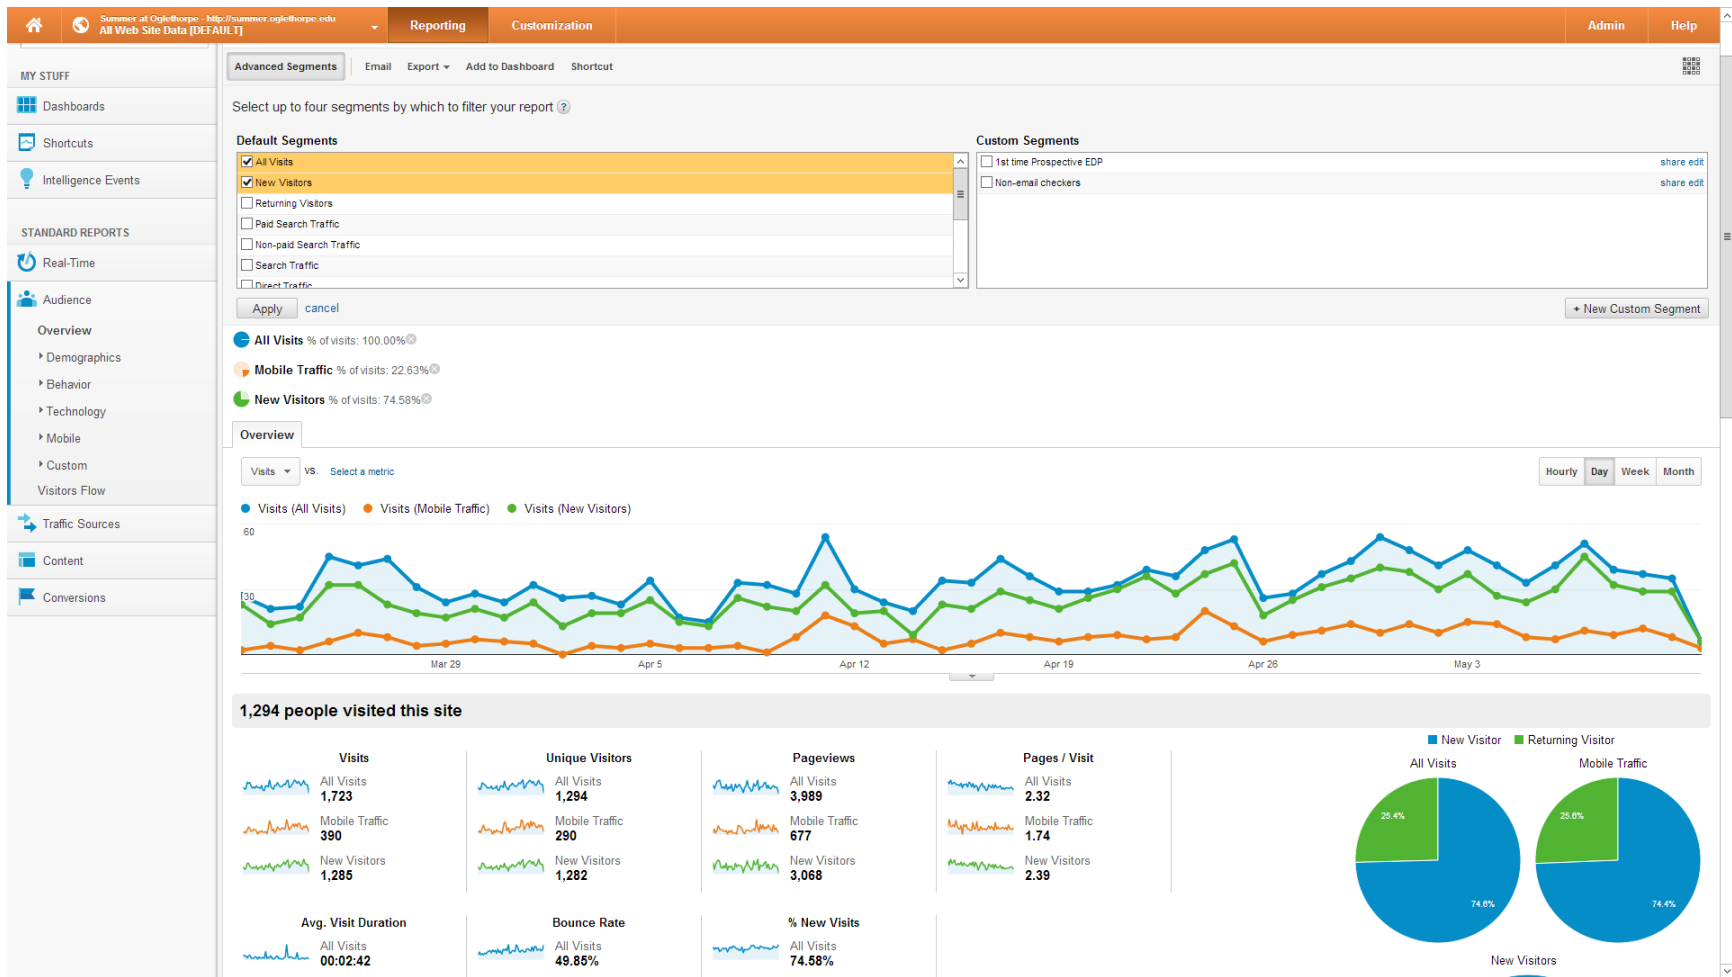 Summer at Oglethorpe - http://summer.oglethorpe.edu
All Web Site Data [DEFAULT]
Reporting
Customization
Admin
Help
MY STUFF
Dashboards
Shortcuts
Intelligence Events
STANDARD REPORTS
Real-Time
Audience
Overview
Demographics
Behavior
Technology
Mobile
Custom
Visitors Flow
Traffic Sources
Content
Conversions
Advanced Segments
Email
Export
Add to Dashboard
Shortcut
Select up to four segments by which to filter your report ?
Default Segments
All Visits
New Visitors
Returning Visitors
Paid Search Traffic
Non-paid Search Traffic
Search Traffic
Direct Traffic
Custom Segments
1st time Prospective EDP share edit
Non-email checkers share edit
Apply cancel
+ New Custom Segment
All Visits % of visits: 100.00%
Mobile Traffic % of visits: 22.63%
New Visitors % of visits: 74.58%
Overview
Visits VS. Select a metric
Hourly Day Week Month
Visits (All Visits) Visits (Mobile Traffic) Visits (New Visitors)
60
30
Mar 29 Apr 5 Apr 12 Apr 19 Apr 26 May 3
1,294 people visited this site
Visits
All Visits
1,723
Mobile Traffic
390
New Visitors
1,285
Unique Visitors
All Visits
1,294
Mobile Traffic
290
New Visitors
1,282
Pageviews
All Visits
3,989
Mobile Traffic
677
New Visitors
3,068
Pages / Visit
All Visits
2.32
Mobile Traffic
1.74
New Visitors
2.39
Avg. Visit Duration
All Visits
00:02:42
Bounce Rate
All Visits
49.85%
% New Visits
All Visits
74.58%
New Visitor Returning Visitor
All Visits
25.4%
74.6%
Mobile Traffic
25.6%
74.4%
New Visitors